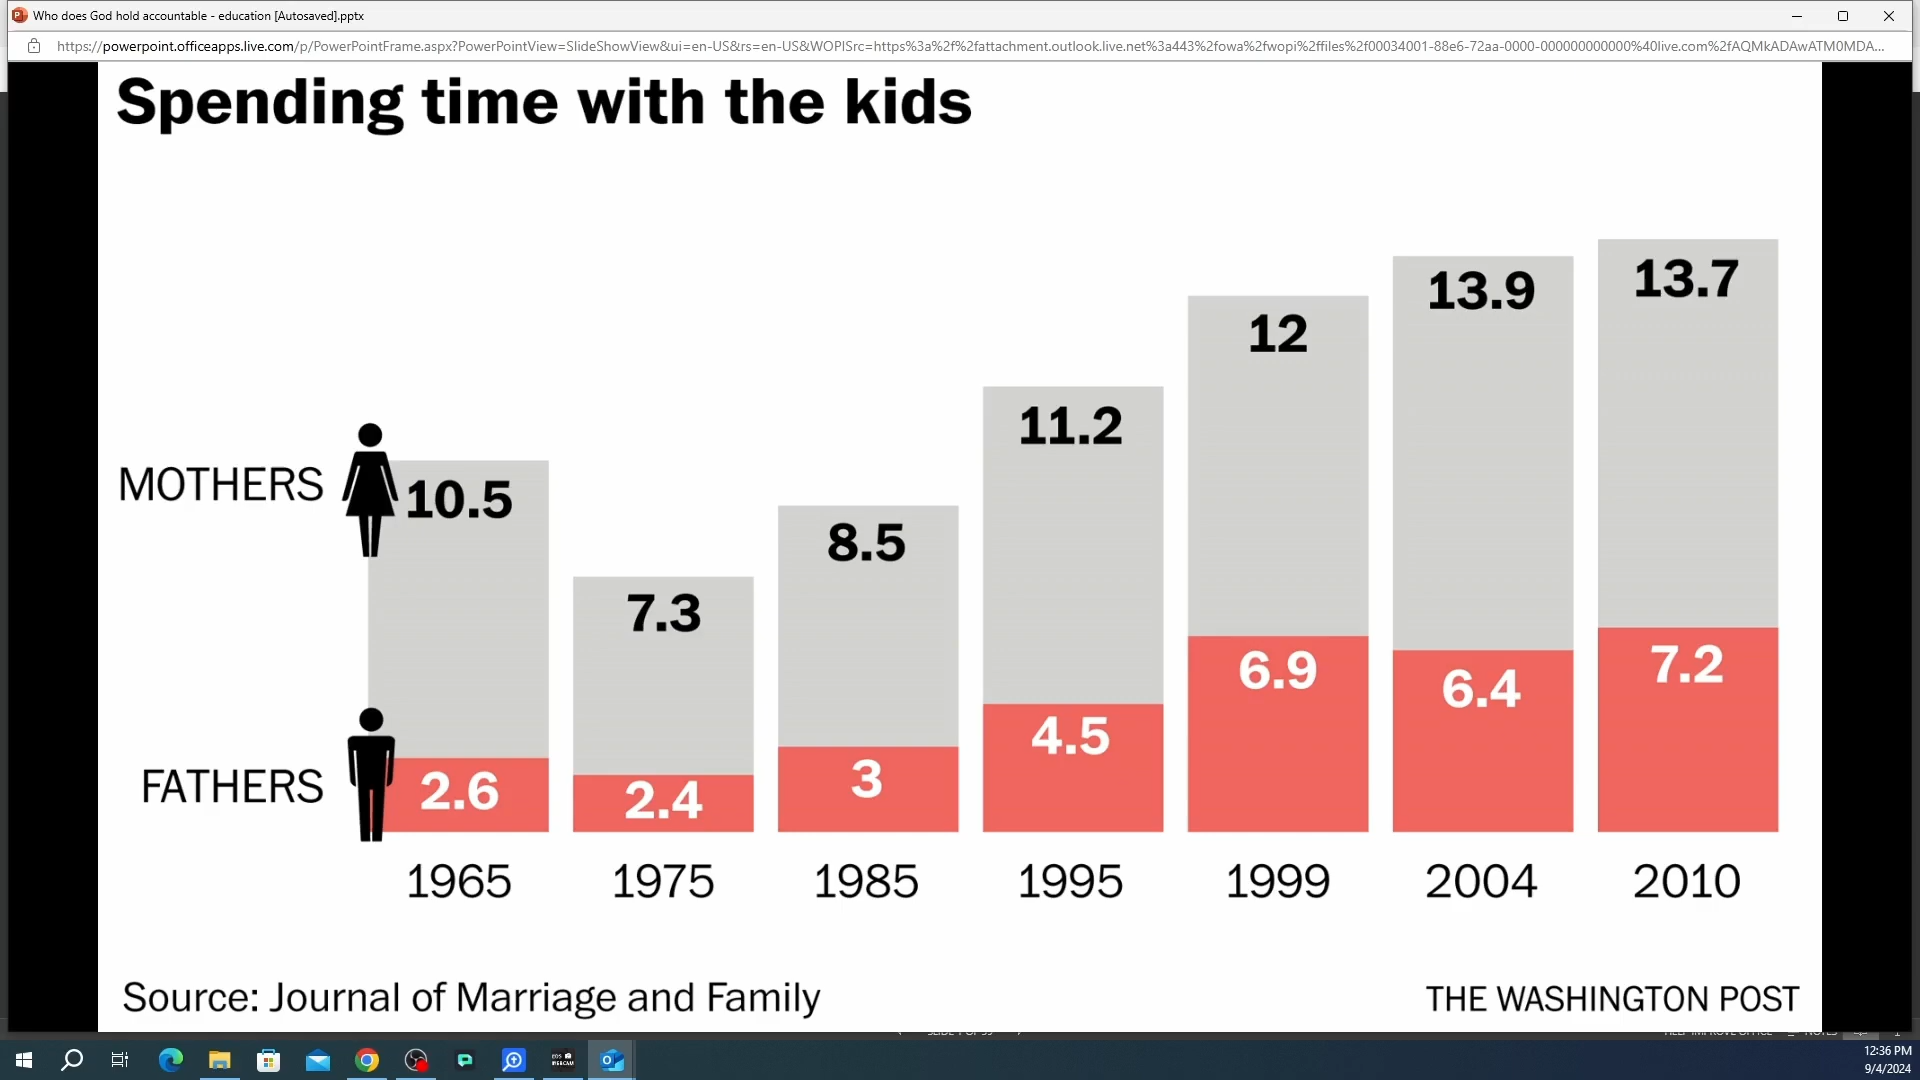 Who does God hold accountable - education [Autosaved].pptx
https://powerpoint.officeapps.live.com/p/PowerPointFrame.aspx?PowerPointView=SlideShowView&ui=en-US&rs=en-US&WOPISrc=https%3a%2f%2fattachment.outlook.live.net%3a443%2fowa%2fwopi%2ffiles%2f00034001-88e6-72aa-0000-000000000000%40live.com%2fAQMkADAwATM0MDA...
Spending time with the kids
13.7
13.9
12
11.2
MOTHERS 10.5
8.5
7.3
7.2
6.9
6.4
4.5
FATHERS 2.6
2.4
3
1965 1975 1985 1995 1999 2004 2010
Source: Journal of Marriage and Family
THE WASHINGTON POST
12:36 PM
9/4/2024